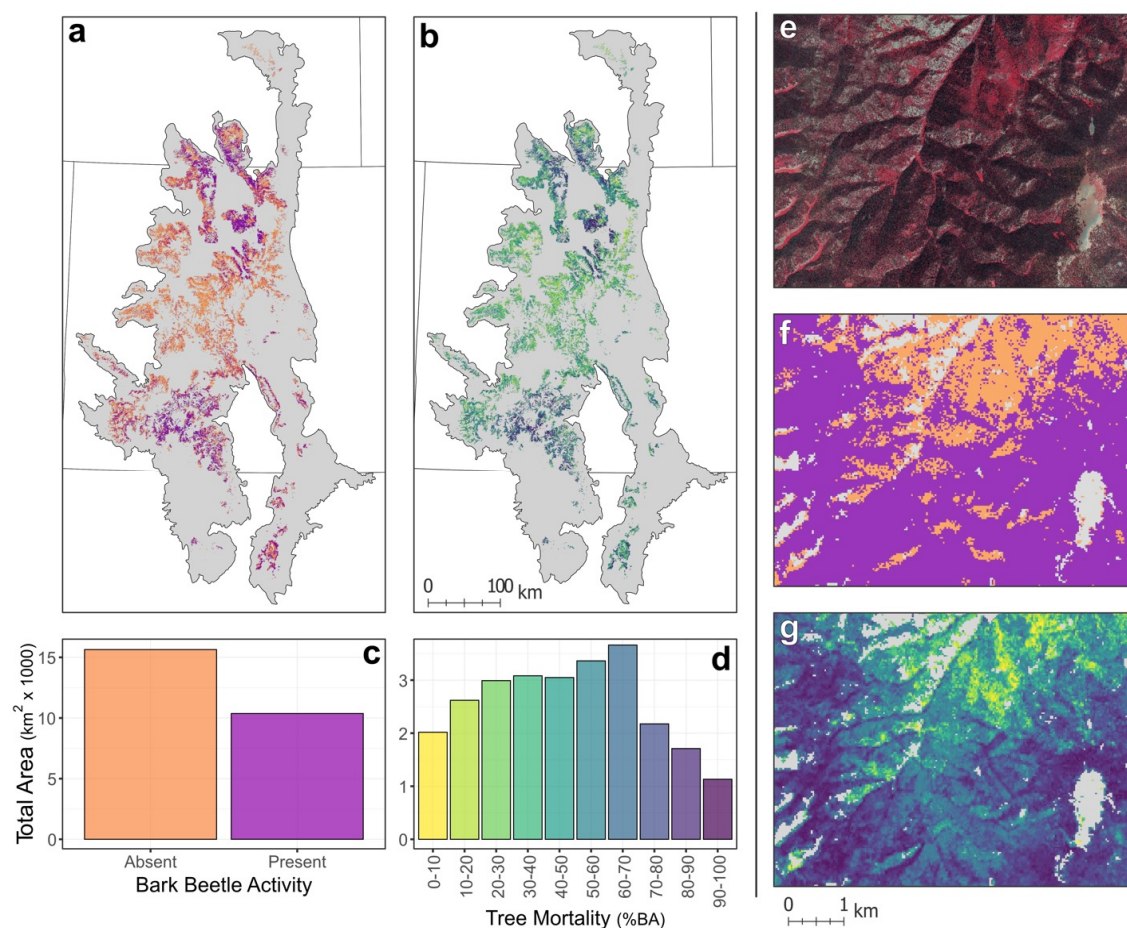 a
b
0 100
km
e
f
g
0 1
km
Total Area (km² x 1000)
15
10
5
0
c
Absent Present
Bark Beetle Activity
3
2
1
0
d
0-10 10-20 20-30 30-40 40-50 50-60 60-70 70-80 80-90 90-100
Tree Mortality (%BA)